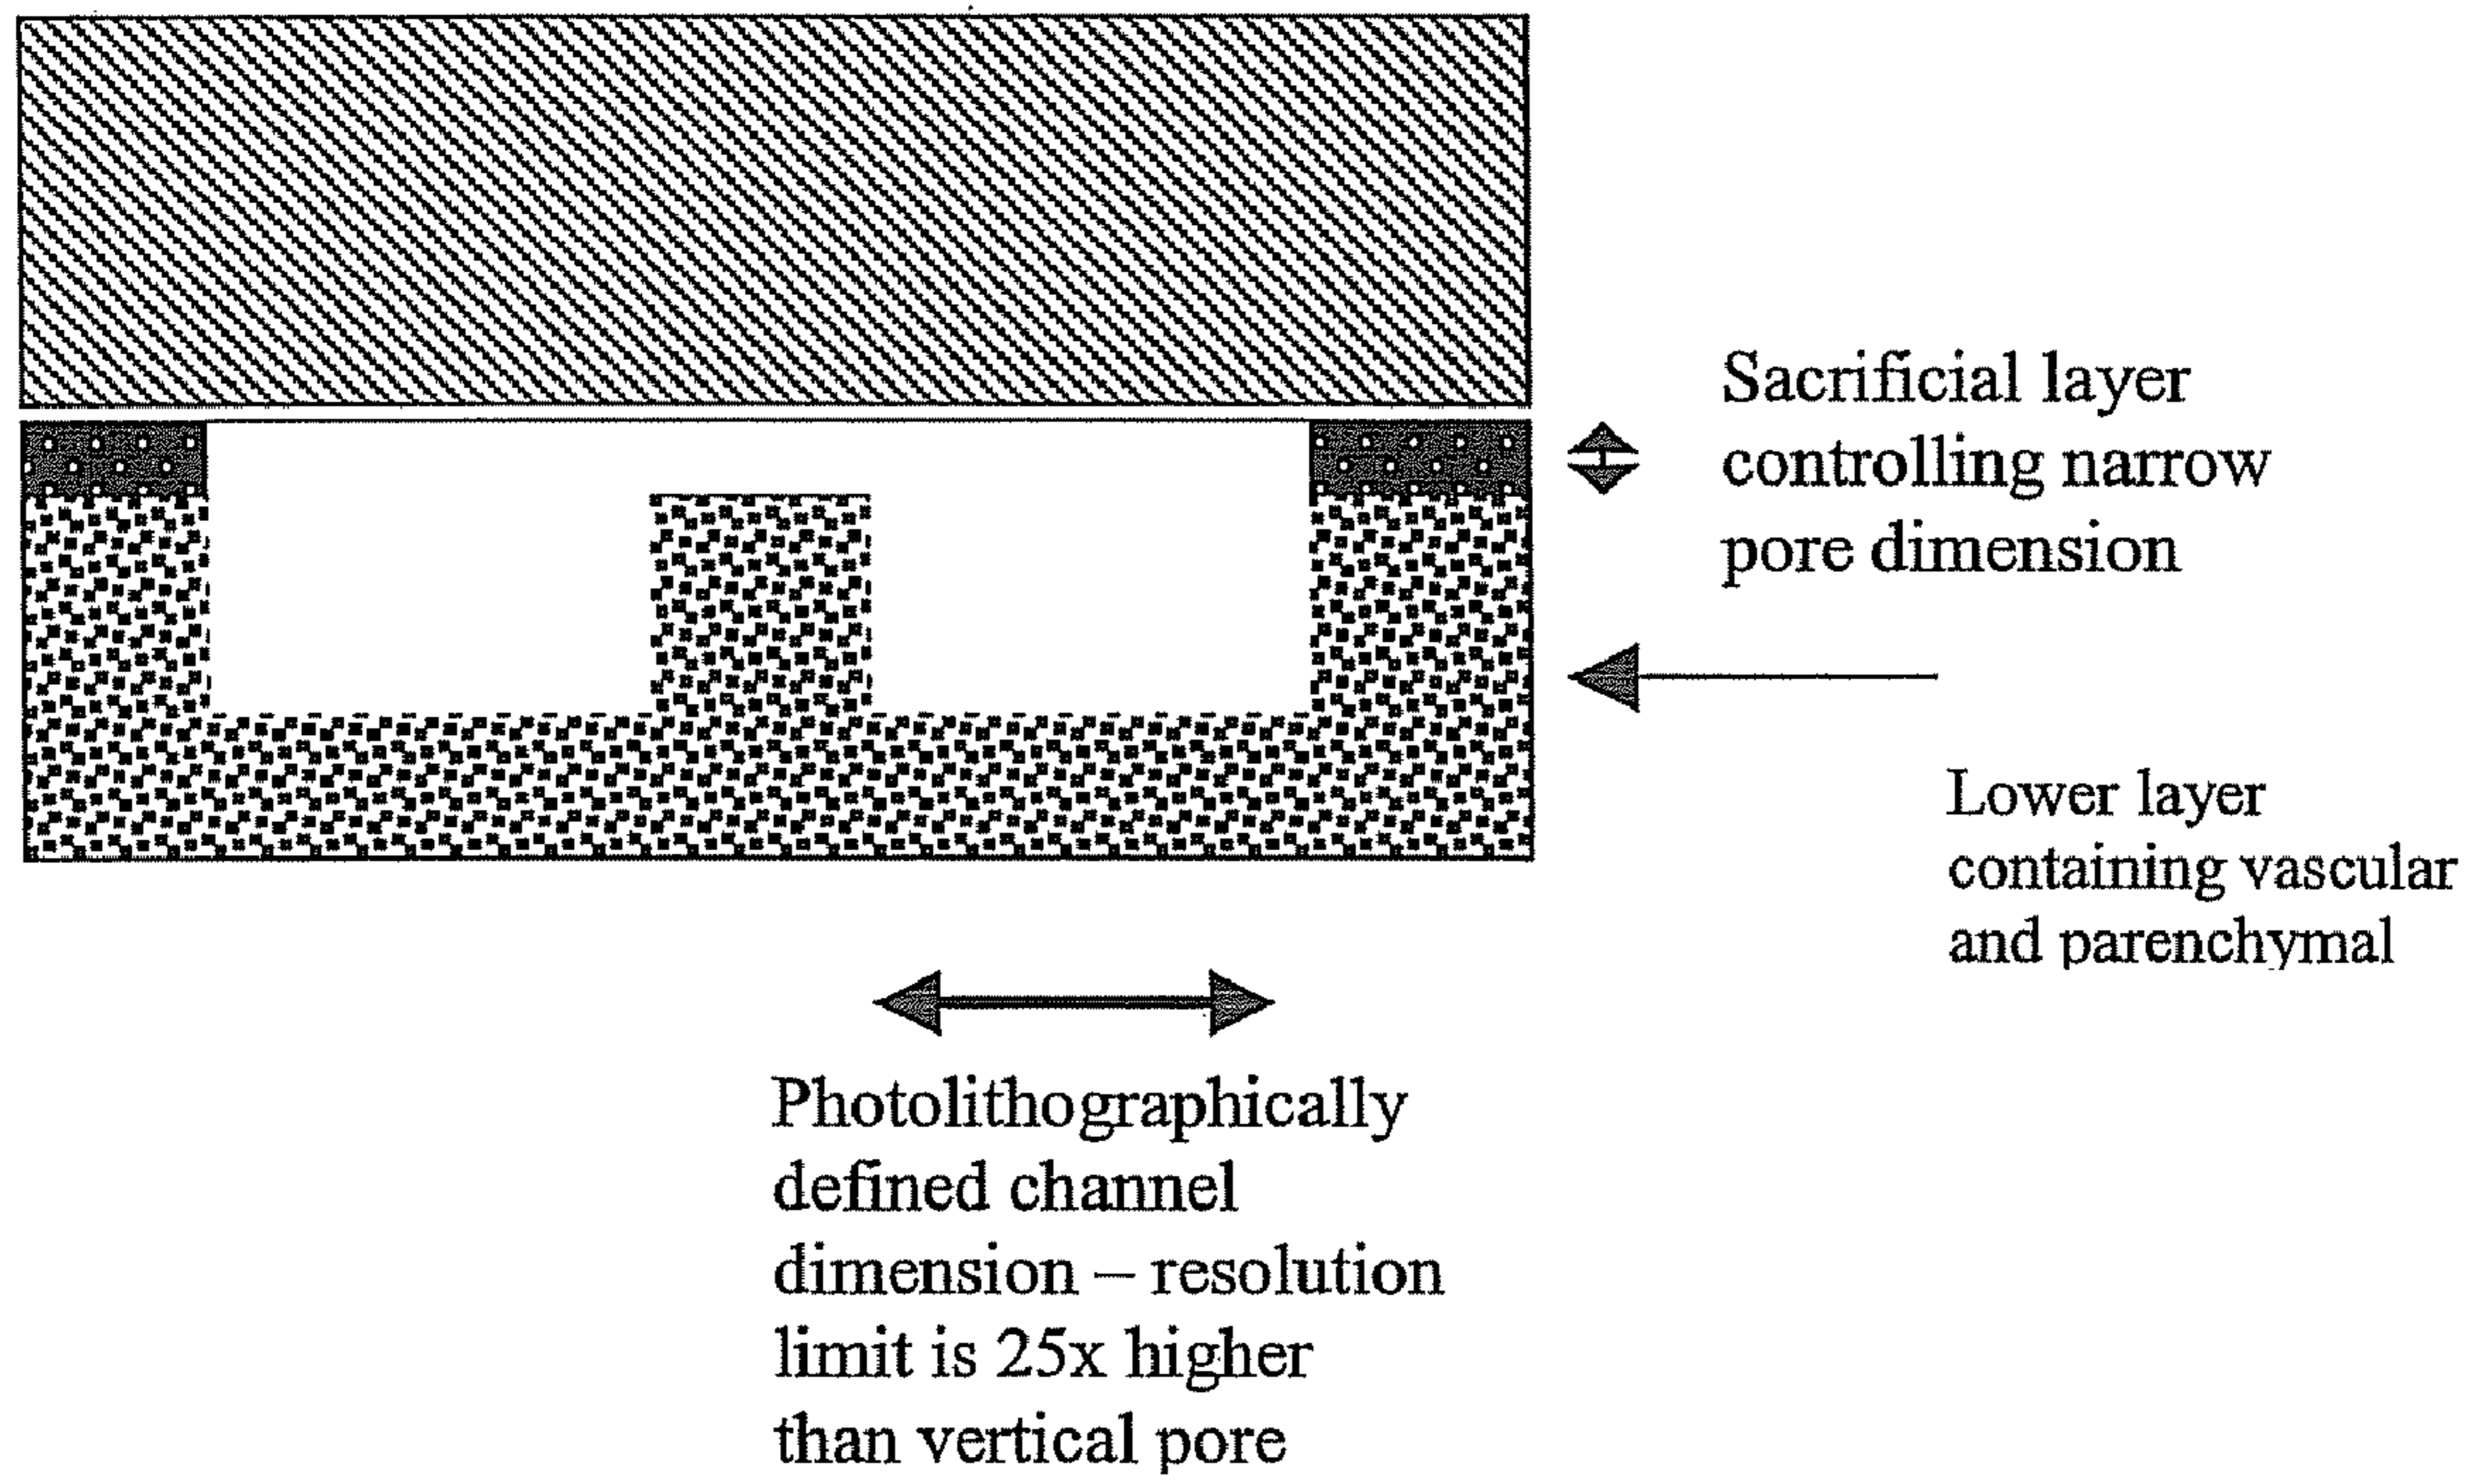 Sacrificial layer
controlling narrow
pore dimension
Lower layer
containing vascular
and parenchymal
Photolithographically
defined channel
dimension – resolution
limit is 25x higher
than vertical pore